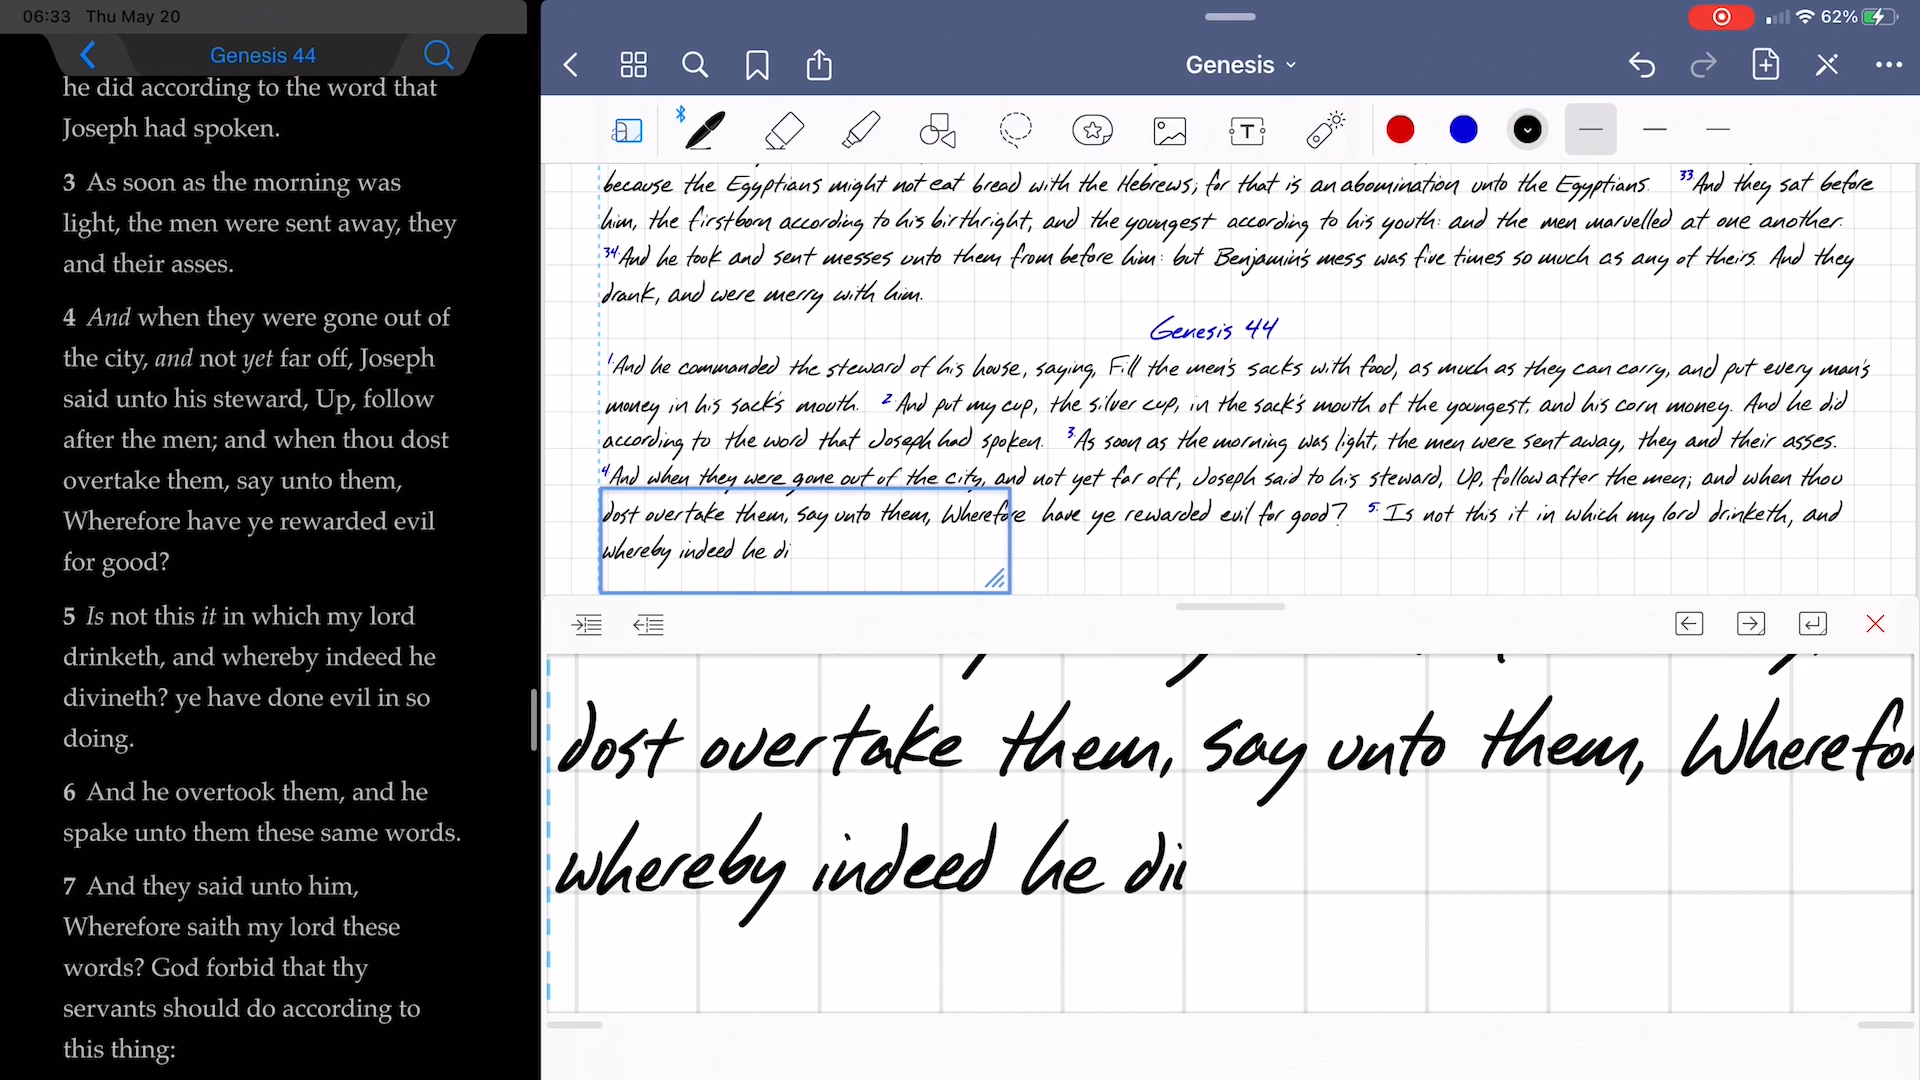 06:33 Thu May 20
Genesis 44
he did according to the word that
Joseph had spoken.
3 As soon as the morning was
light, the men were sent away, they
and their asses.
4 And when they were gone out of
the city, and not yet far off, Joseph
said unto his steward, Up, follow
after the men; and when thou dost
overtake them, say unto them,
Wherefore have ye rewarded evil
for good?
5 Is not this it in which my lord
drinketh, and whereby indeed he
divineth? ye have done evil in so
doing.
6 And he overtook them, and he
spake unto them these same words.
7 And they said unto him,
Wherefore saith my lord these
words? God forbid that thy
servants should do according to
this thing:
62%
Genesis
because the Egyptians might not eat bread with the Hebrews; for that is an abomination unto the Egyptians. 33. And they sat before
him, the firstborn according to his birthright, and the youngest according to his youth: and the men marvelled at one another.
34 And he took and sent messes unto them from before him: but Benjamin's mess was five times so much as any of theirs. And they
drank, and were merry with him.
Genesis 44
1. And he commanded the steward of his house, saying, Fill the men's sacks with food, as much as they can carry, and put every man's
money in his sack's mouth. 2 And put my cup, the silver cup, in the sack's mouth of the youngest, and his corn money. And he did
according to the word that Joseph had spoken. 3. As soon as the morning was light, the men were sent away, they and their asses.
4 And when they were gone out of the city, and not yet far off, Joseph said to his steward, Up, follow after the men; and when thou
dost overtake them, say unto them, Wherefore have ye rewarded evil for good? 5. Is not this it in which my lord drinketh, and
whereby indeed he di
dost overtake them, say unto them, Wherefor
whereby indeed he dii